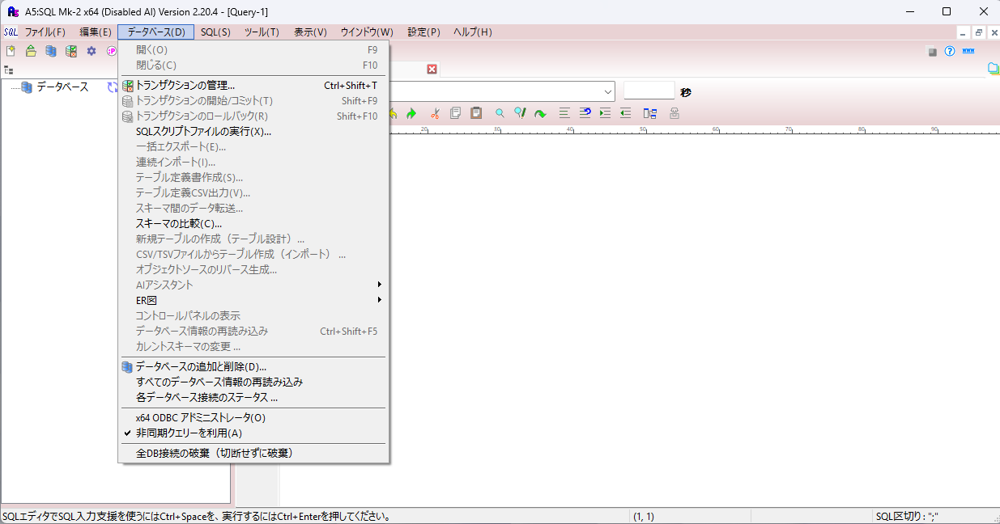 A5:SQL Mk-2 x64 (Disabled AI) Version 2.20.4 - [Query-1]
SQL ファイル(F) 編集(E) データベース(D) SQL(S) ツール(T) 表示(V) ウインドウ(W) 設定(P) ヘルプ(H)
開く(O) F9
閉じる(C) F10
データベース
トランザクションの管理... Ctrl+Shift+T
トランザクションの開始/コミット(T) Shift+F9
トランザクションのロールバック(R) Shift+F10
SQLスクリプトファイルの実行(X)...
一括エクスポート(E)...
連続インポート(I)...
テーブル定義書作成(S)...
テーブル定義CSV出力(V)...
スキーマ間のデータ転送...
スキーマの比較(C)...
新規テーブルの作成（テーブル設計）...
CSV/TSVファイルからテーブル作成（インポート） ...
オブジェクトソースのリバース生成...
AIアシスタント
ER図
コントロールパネルの表示
データベース情報の再読み込み Ctrl+Shift+F5
カレントスキーマの変更 ...
データベースの追加と削除(D)...
すべてのデータベース情報の再読み込み
各データベース接続のステータス ...
x64 ODBC アドミニストレータ(O)
非同期クエリーを利用(A)
全DB接続の破棄（切断せずに破棄）
秒
20 30 40 50 60 70 80 90
SQLエディタでSQL入力支援を使うにはCtrl+Spaceを、実行するにはCtrl+Enterを押してください。 (1, 1) SQL区切り : ";"